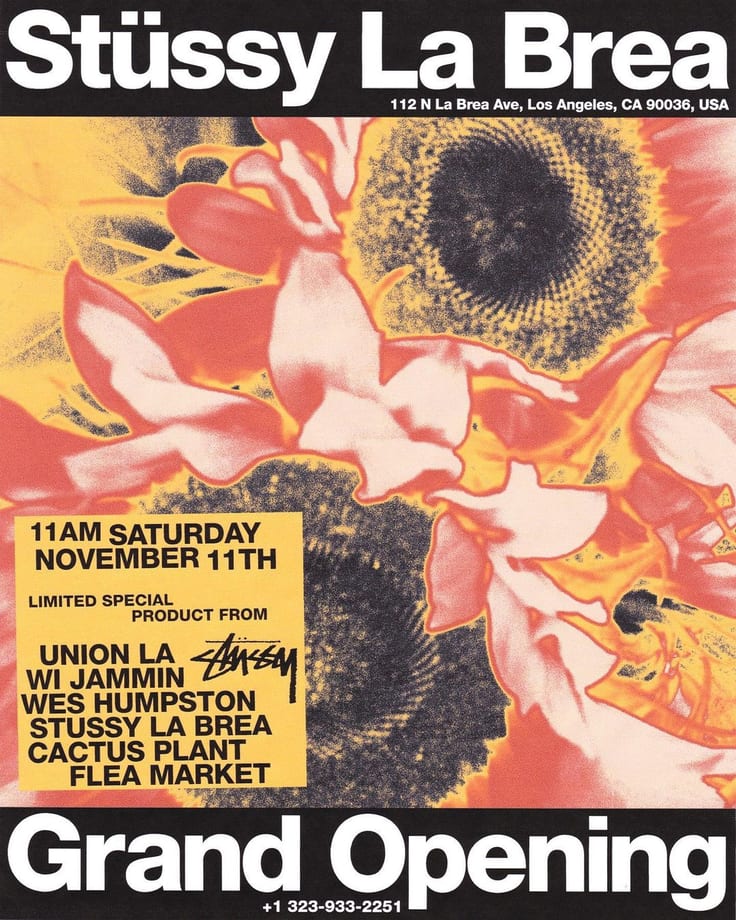 Stüssy La Brea
112 N La Brea Ave, Los Angeles, CA 90036, USA
11AM SATURDAY
NOVEMBER 11TH
LIMITED SPECIAL
PRODUCT FROM
UNION LA
Stüssy
WI JAMMIN
WES HUMPSTON
STUSSY LA BREA
CACTUS PLANT
FLEA MARKET
Grand Opening
+1 323-933-2251